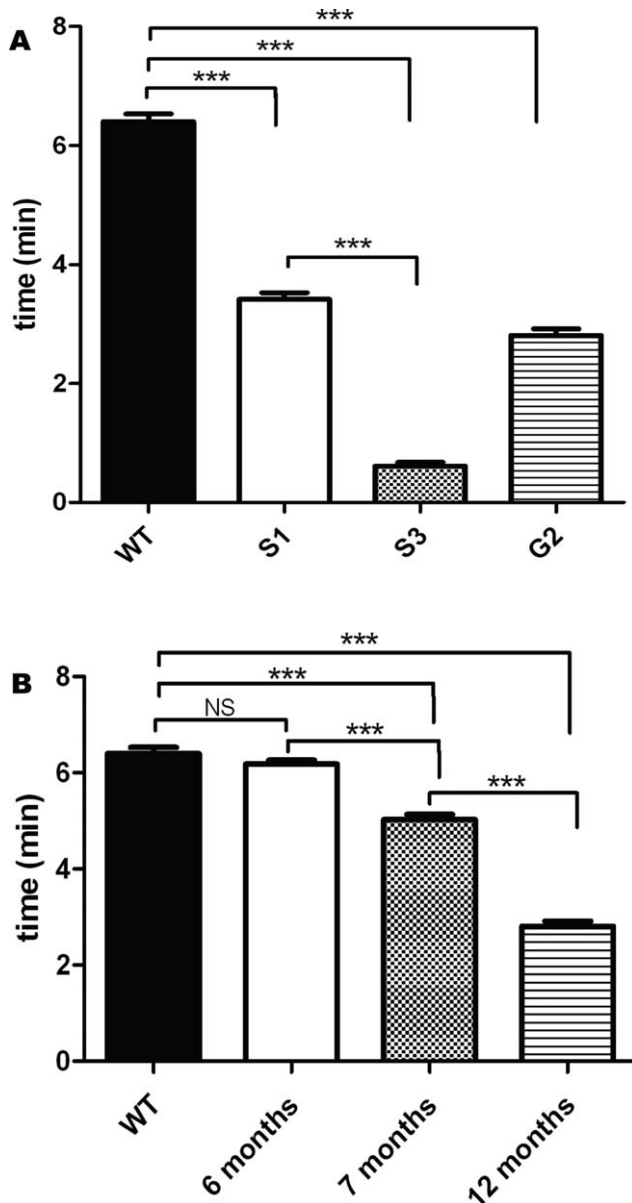 A
8
***
***
***
6
time (min)
4
***
2
0
WT
S1
S3
G2
B
8
***
***
NS
***
6
***
time (min)
4
2
0
WT
6 months
7 months
12 months